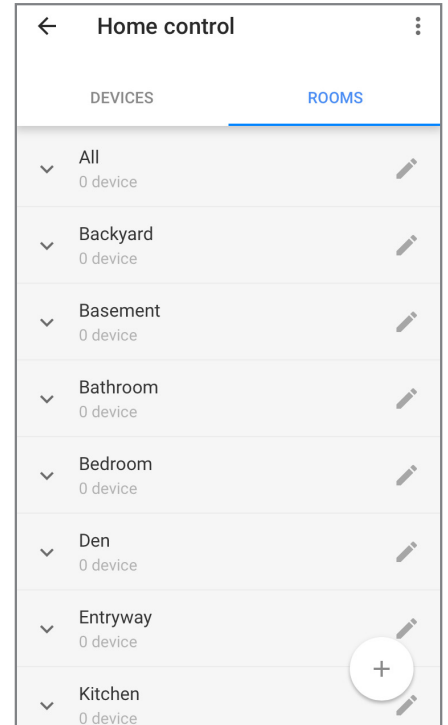 Home control
DEVICES ROOMS
All
0 device
Backyard
0 device
Basement
0 device
Bathroom
0 device
Bedroom
0 device
Den
0 device
Entryway
0 device
Kitchen
0 device